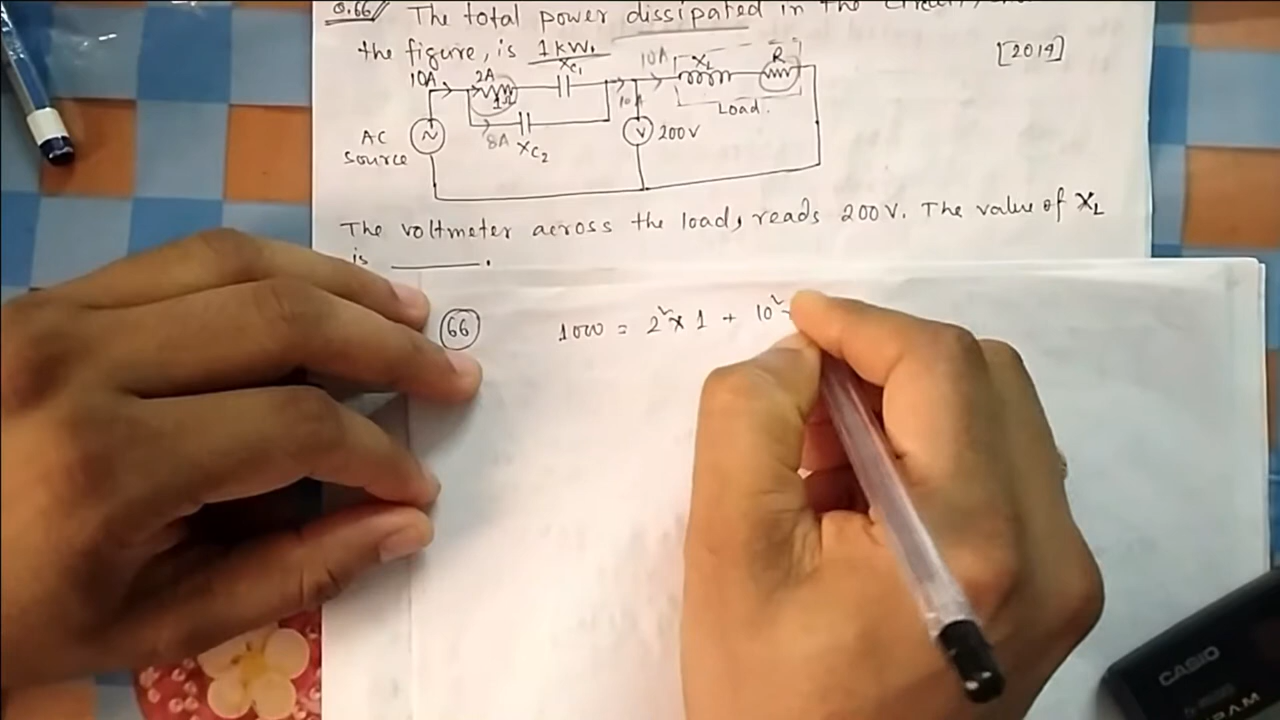 Q.66// The total power dissipated in the
the figure, is 1 kW.
[2019]
10A 2A XC1 10A XL R
1Ω
Load.
8A XC2
200V
V
AC
Source
The voltmeter across the load, reads 200 V. The value of XL
is ______.
66 1000 = 2² × 1 + 10²
CASIO